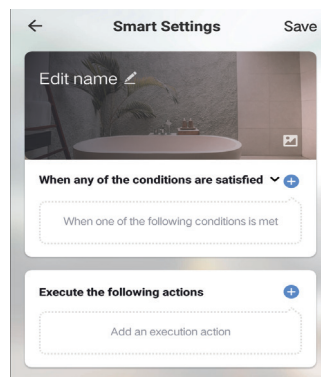 Smart Settings Save
Edit name
When any of the conditions are satisfied
When one of the following conditions is met
Execute the following actions
Add an execution action